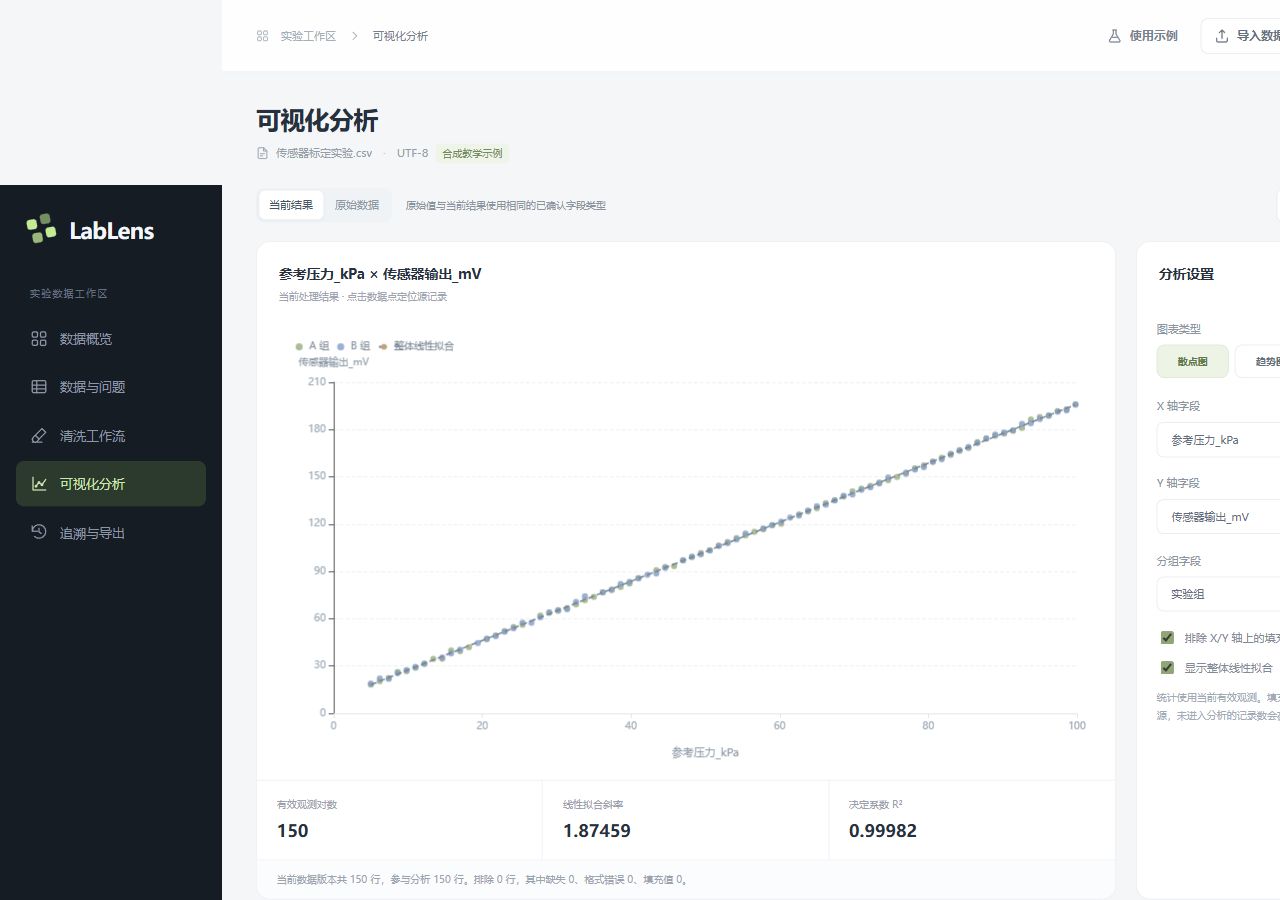 实验工作区 > 可视化分析
使用示例
导入数据
可视化分析
传感器标定实验.csv · UTF-8 合成教学示例
当前结果 原始数据 原始值与当前结果使用相同的已确认字段类型
LabLens
实验数据工作区
数据概览
数据与问题
清洗工作流
可视化分析
追溯与导出
参考压力_kPa × 传感器输出_mV
当前处理结果 · 点击数据点定位源记录
A 组 B 组 整体线性拟合
传感器输出_mV
210
180
150
120
90
60
30
0
0 20 40 60 80 100
参考压力_kPa
有效观测对数
150
线性拟合斜率
1.87459
决定系数 R²
0.99982
当前数据版本共 150 行，参与分析 150 行。排除 0 行，其中缺失 0、格式错误 0、填充值 0。
分析设置
图表类型
散点图 趋势图
X 轴字段
参考压力_kPa
Y 轴字段
传感器输出_mV
分组字段
实验组
排除 X/Y 轴上的填充
显示整体线性拟合
统计使用当前有效观测。填充
源，未进入分析的记录数会